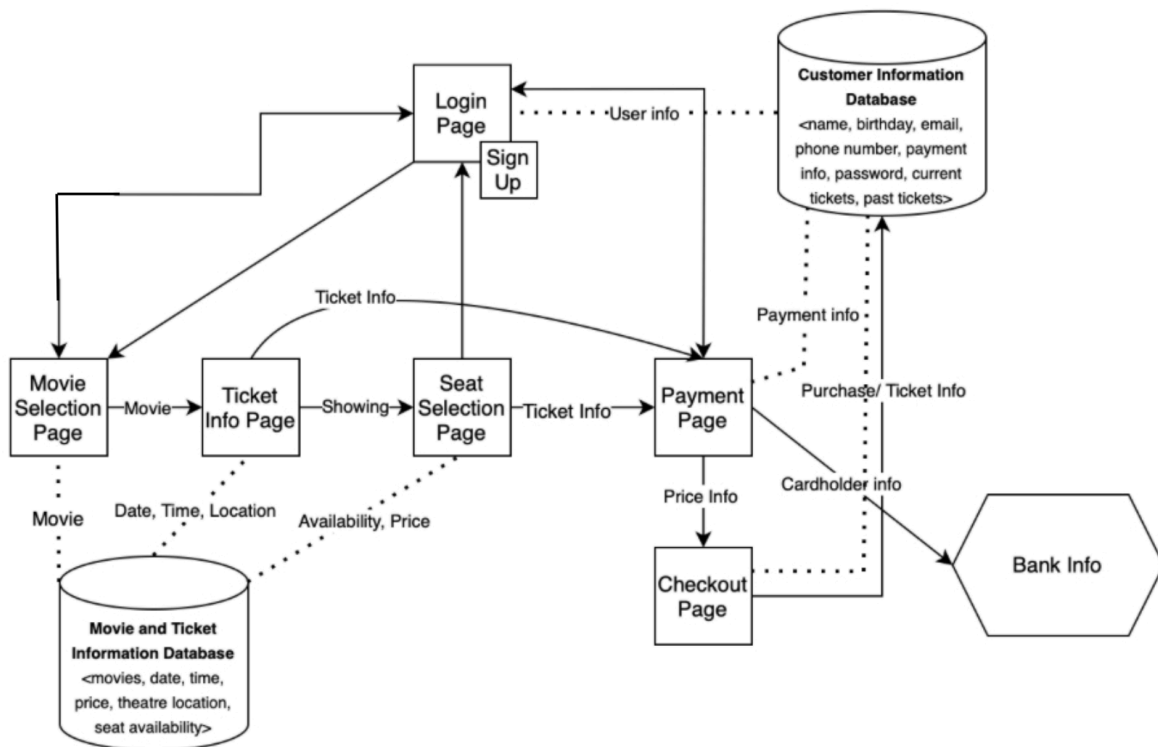 Customer Information
Database
<name, birthday, email,
phone number, payment
info, password, current
tickets, past tickets>
Login
Page
User info
Sign
Up
Ticket Info
Payment info
Movie
Selection
Page
Movie
Ticket
Info Page
Showing
Seat
Selection
Page
Ticket Info
Payment
Page
Purchase/ Ticket Info
Price Info
Cardholder info
Movie
Date, Time, Location
Availability, Price
Bank Info
Checkout
Page
Movie and Ticket
Information Database
<movies, date, time,
price, theatre location,
seat availability>